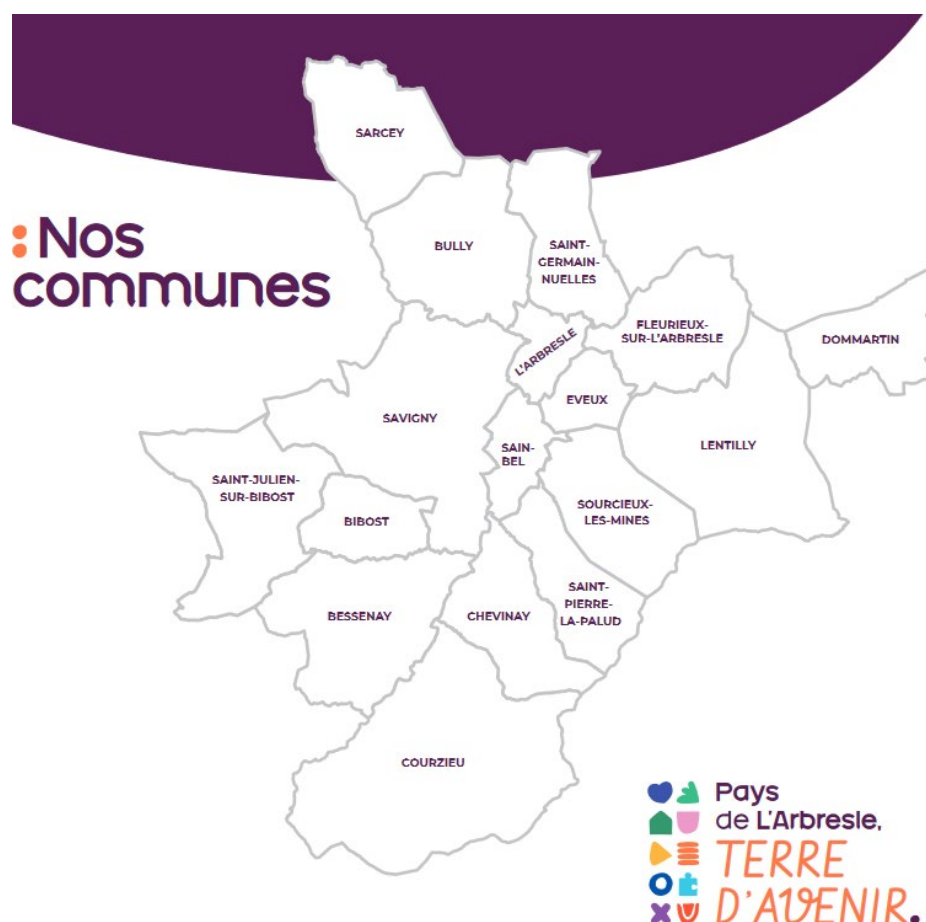 : Nos
communes
SARCEY
BULLY
SAINT-
GERMAIN-
NUELLES
FLEURIEUX-
SUR-L'ARBRESLE
DOMMARTIN
L'ARBRESLE
EVEUX
SAVIGNY
SAIN-
BEL
LENTILLY
SAINT-JULIEN-
SUR-BIBOST
BIBOST
SOURCIEUX-
LES-MINES
BESSENAY
CHEVINAY
SAINT-
PIERRE-
LA-PALUD
COURZIEU
Pays
de L'Arbresle,
TERRE
D'AVENIR.